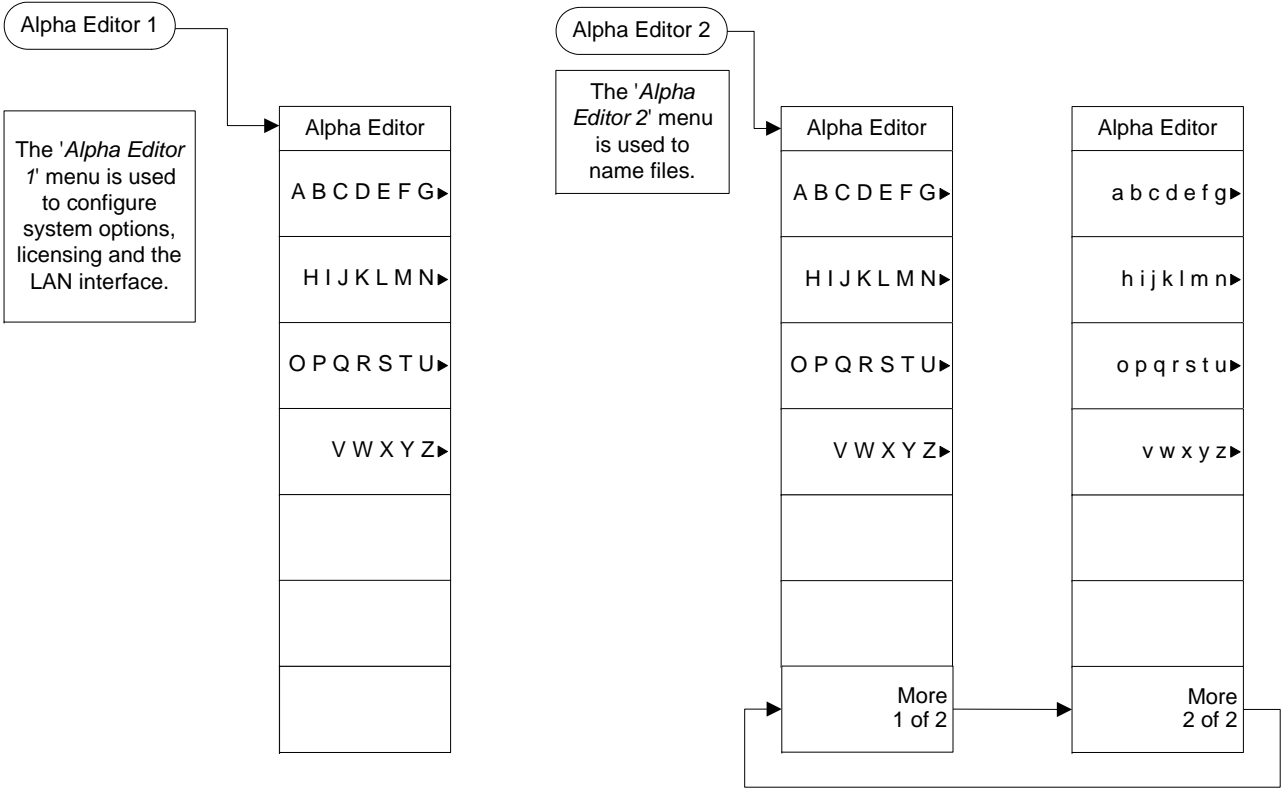 Alpha Editor 1
The 'Alpha Editor
1' menu is used
to configure
system options,
licensing and the
LAN interface.
Alpha Editor
A B C D E F G
H I J K L M N
O P Q R S T U
V W X Y Z
Alpha Editor 2
The 'Alpha
Editor 2' menu
is used to
name files.
Alpha Editor
A B C D E F G
H I J K L M N
O P Q R S T U
V W X Y Z
More
1 of 2
Alpha Editor
a b c d e f g
h i j k l m n
o p q r s t u
v w x y z
More
2 of 2